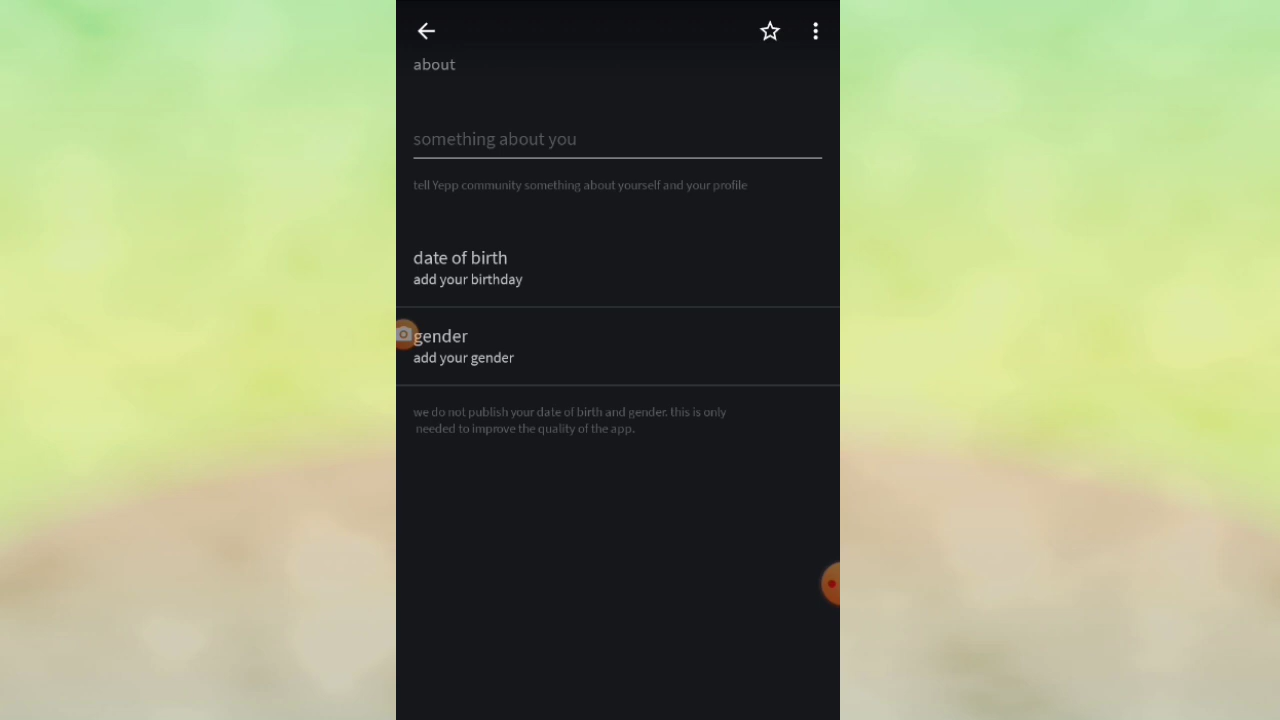 about
something about you
tell Yepp community something about yourself and your profile
date of birth
add your birthday
gender
add your gender
we do not publish your date of birth and gender. this is only
needed to improve the quality of the app.